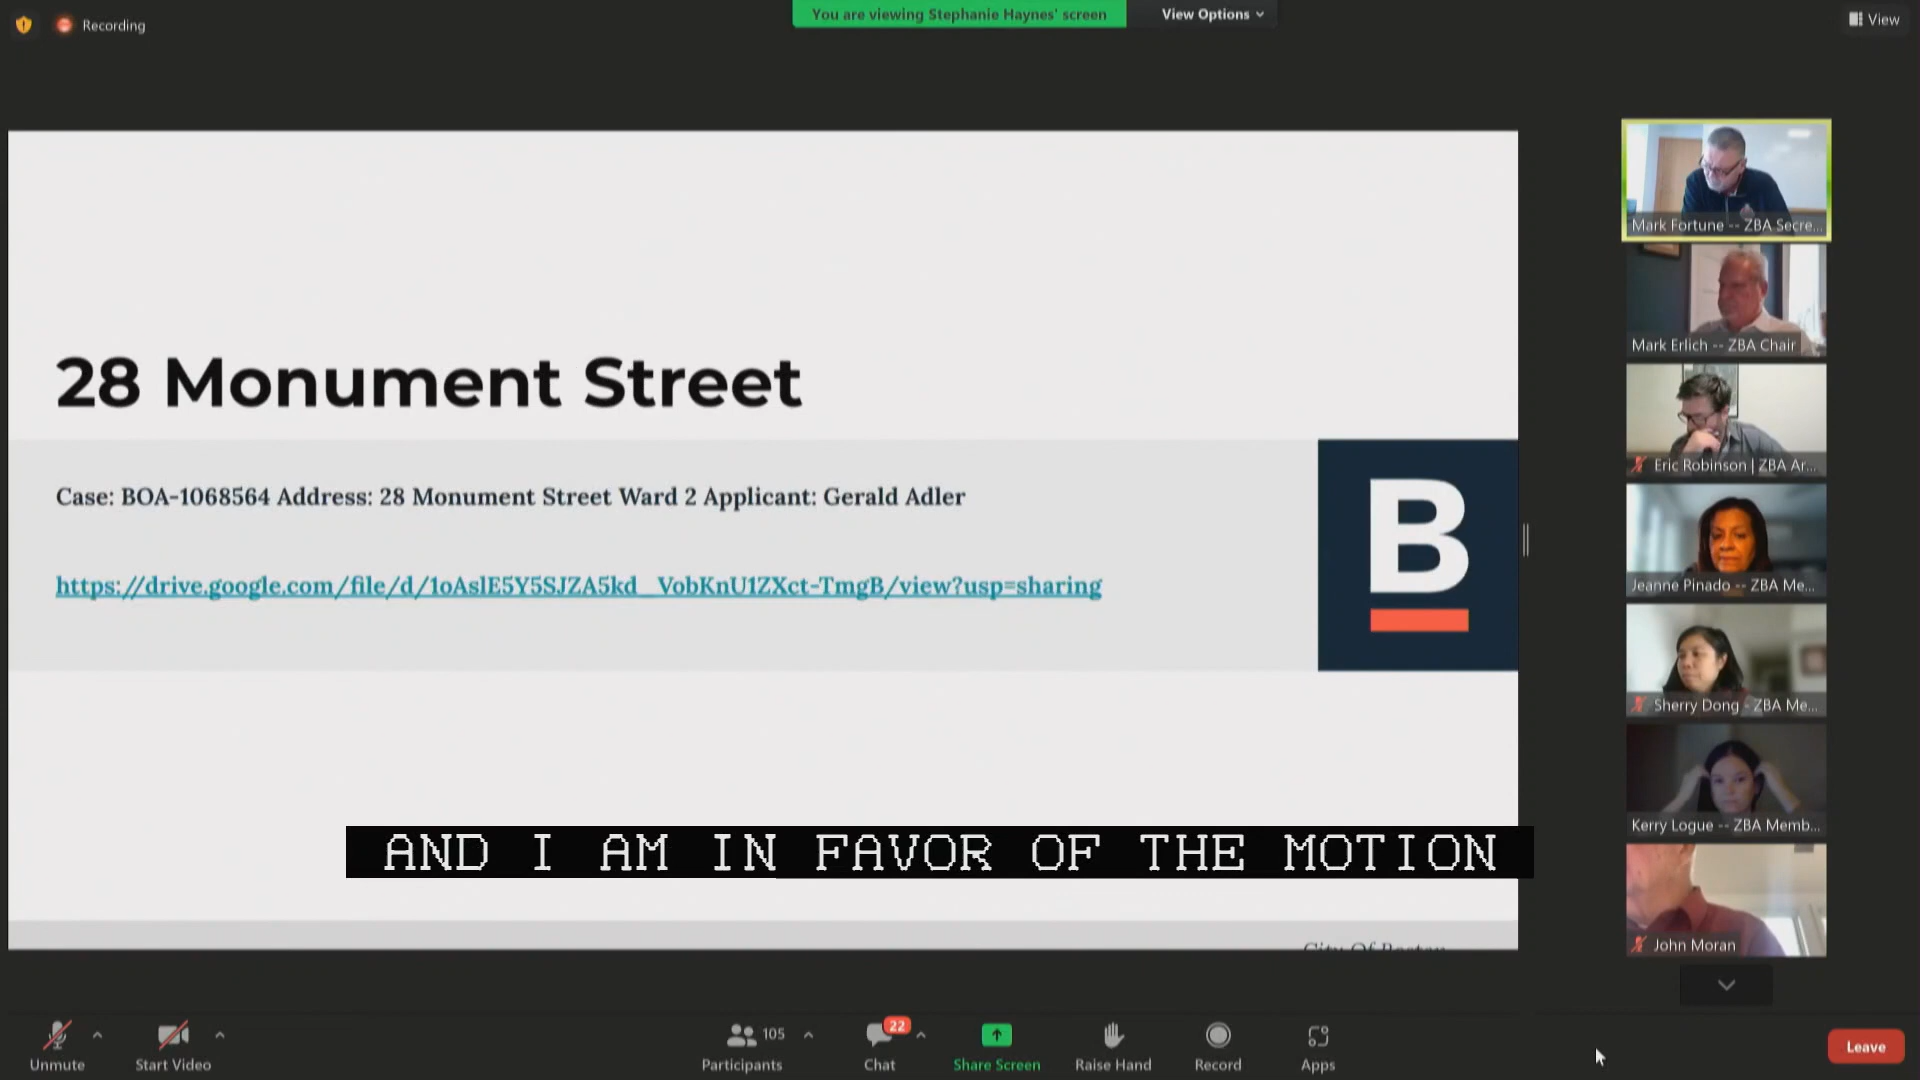 Recording
You are viewing Stephanie Haynes' screen
View Options
View
28 Monument Street
Case: BOA-1068564 Address: 28 Monument Street Ward 2 Applicant: Gerald Adler
https://drive.google.com/file/d/1oAslE5Y5SJZA5kd_VobKnU1ZXct-TmgB/view?usp=sharing
B
AND I AM IN FAVOR OF THE MOTION
City Of Boston
Mark Fortune -- ZBA Secre...
Mark Erlich -- ZBA Chair
Eric Robinson | ZBA Ar...
Jeanne Pinado -- ZBA Me...
Sherry Dong - ZBA Me...
Kerry Logue -- ZBA Memb...
John Moran
Unmute
Start Video
105
Participants
22
Chat
Share Screen
Raise Hand
Record
Apps
Leave